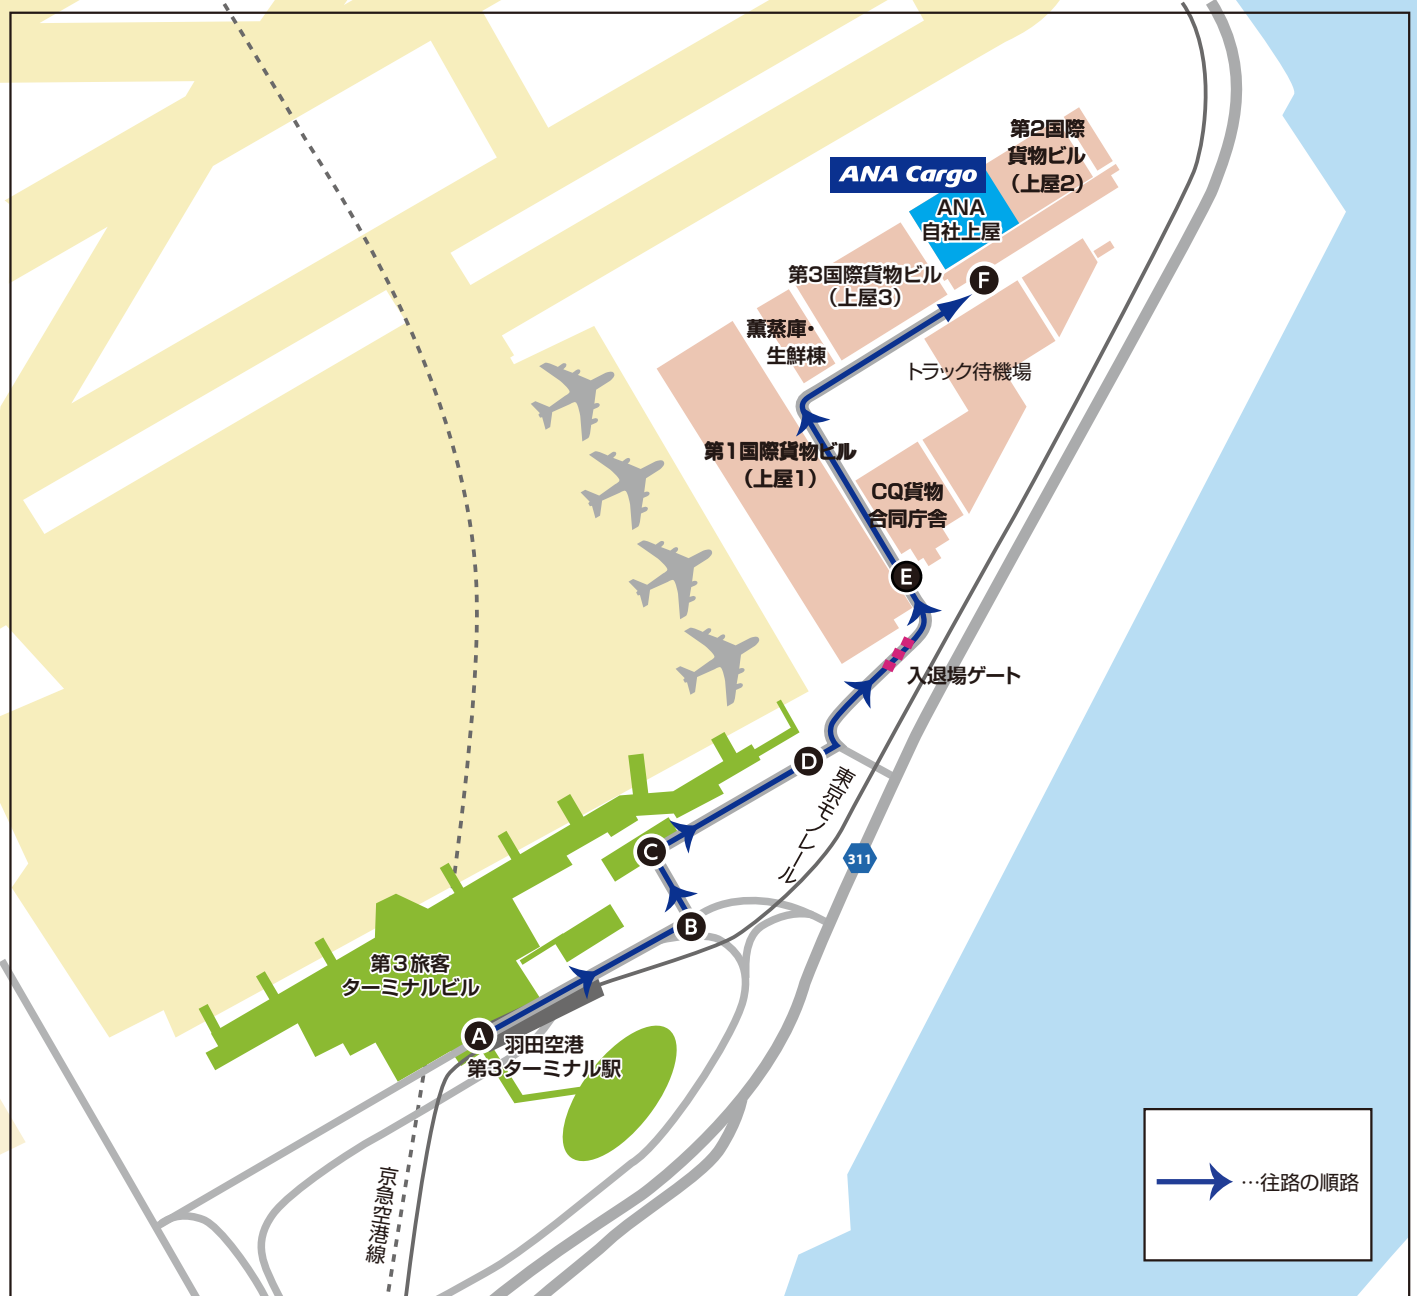 第2国際
貨物ビル
（上屋2）
ANA Cargo
ANA
自社上屋
第3国際貨物ビル
（上屋3）
F
薫蒸庫・
生鮮棟
トラック待機場
第1国際貨物ビル
（上屋1）
CQ貨物
合同庁舎
E
入退場ゲート
D
東京モノレール
C
311
B
第３旅客
ターミナルビル
A
羽田空港
第3ターミナル駅
京急空港線
…往路の順路